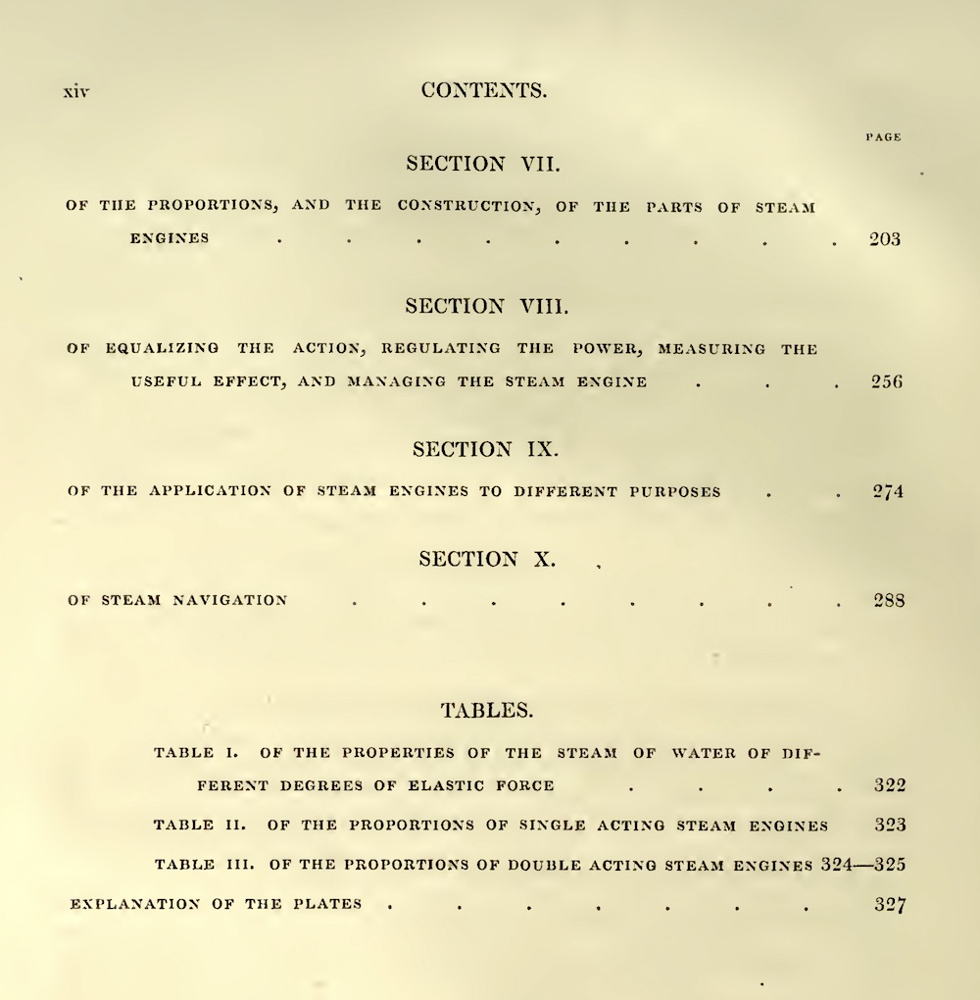 xiv CONTENTS.
PAGE
SECTION VII.
OF THE PROPORTIONS, AND THE CONSTRUCTION, OF THE PARTS OF STEAM
ENGINES . . . . . . . . . 203
SECTION VIII.
OF EQUALIZING THE ACTION, REGULATING THE POWER, MEASURING THE
USEFUL EFFECT, AND MANAGING THE STEAM ENGINE . . . 256
SECTION IX.
OF THE APPLICATION OF STEAM ENGINES TO DIFFERENT PURPOSES . . 274
SECTION X.
OF STEAM NAVIGATION . . . . . . . . 288
TABLES.
TABLE I. OF THE PROPERTIES OF THE STEAM OF WATER OF DIF-
FERENT DEGREES OF ELASTIC FORCE . . . . 322
TABLE II. OF THE PROPORTIONS OF SINGLE ACTING STEAM ENGINES 323
TABLE III. OF THE PROPORTIONS OF DOUBLE ACTING STEAM ENGINES 324—325
EXPLANATION OF THE PLATES . . . . . . . 327